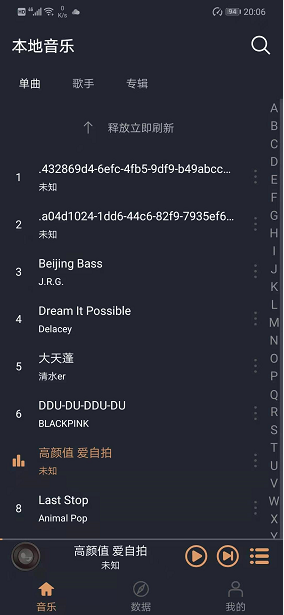 HD 4G 0 K/s 94 20:06
本地音乐
单曲 歌手 专辑
释放立即刷新
1 .432869d4-6efc-4fb5-9df9-b49abcc...
未知
2 .a04d1024-1dd6-44c6-82f9-7935ef6...
未知
3 Beijing Bass
J.R.G.
4 Dream It Possible
Delacey
5 大天蓬
清水er
6 DDU-DU-DDU-DU
BLACKPINK
高颜值 爱自拍
未知
8 Last Stop
Animal Pop
A
B
C
D
E
F
G
H
I
J
K
L
M
N
O
P
Q
R
S
T
U
V
W
X
Y
高颜值 爱自拍
未知
音乐 数据 我的